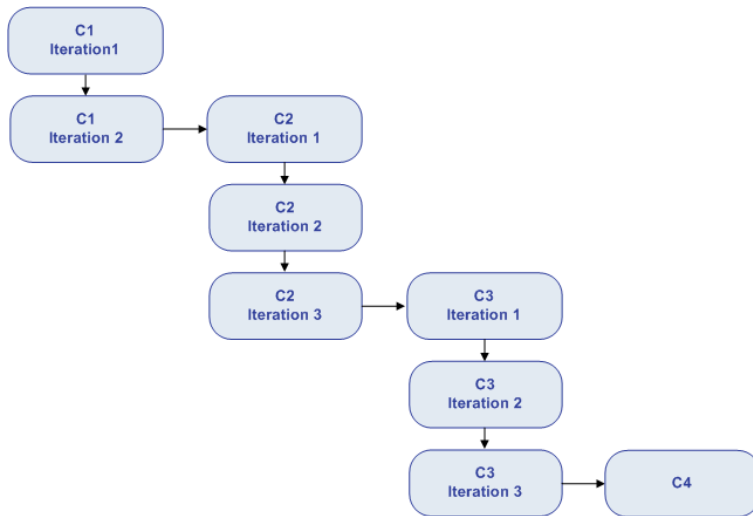 C1
Iteration1
C1
Iteration 2
C2
Iteration 1
C2
Iteration 2
C2
Iteration 3
C3
Iteration 1
C3
Iteration 2
C3
Iteration 3
C4